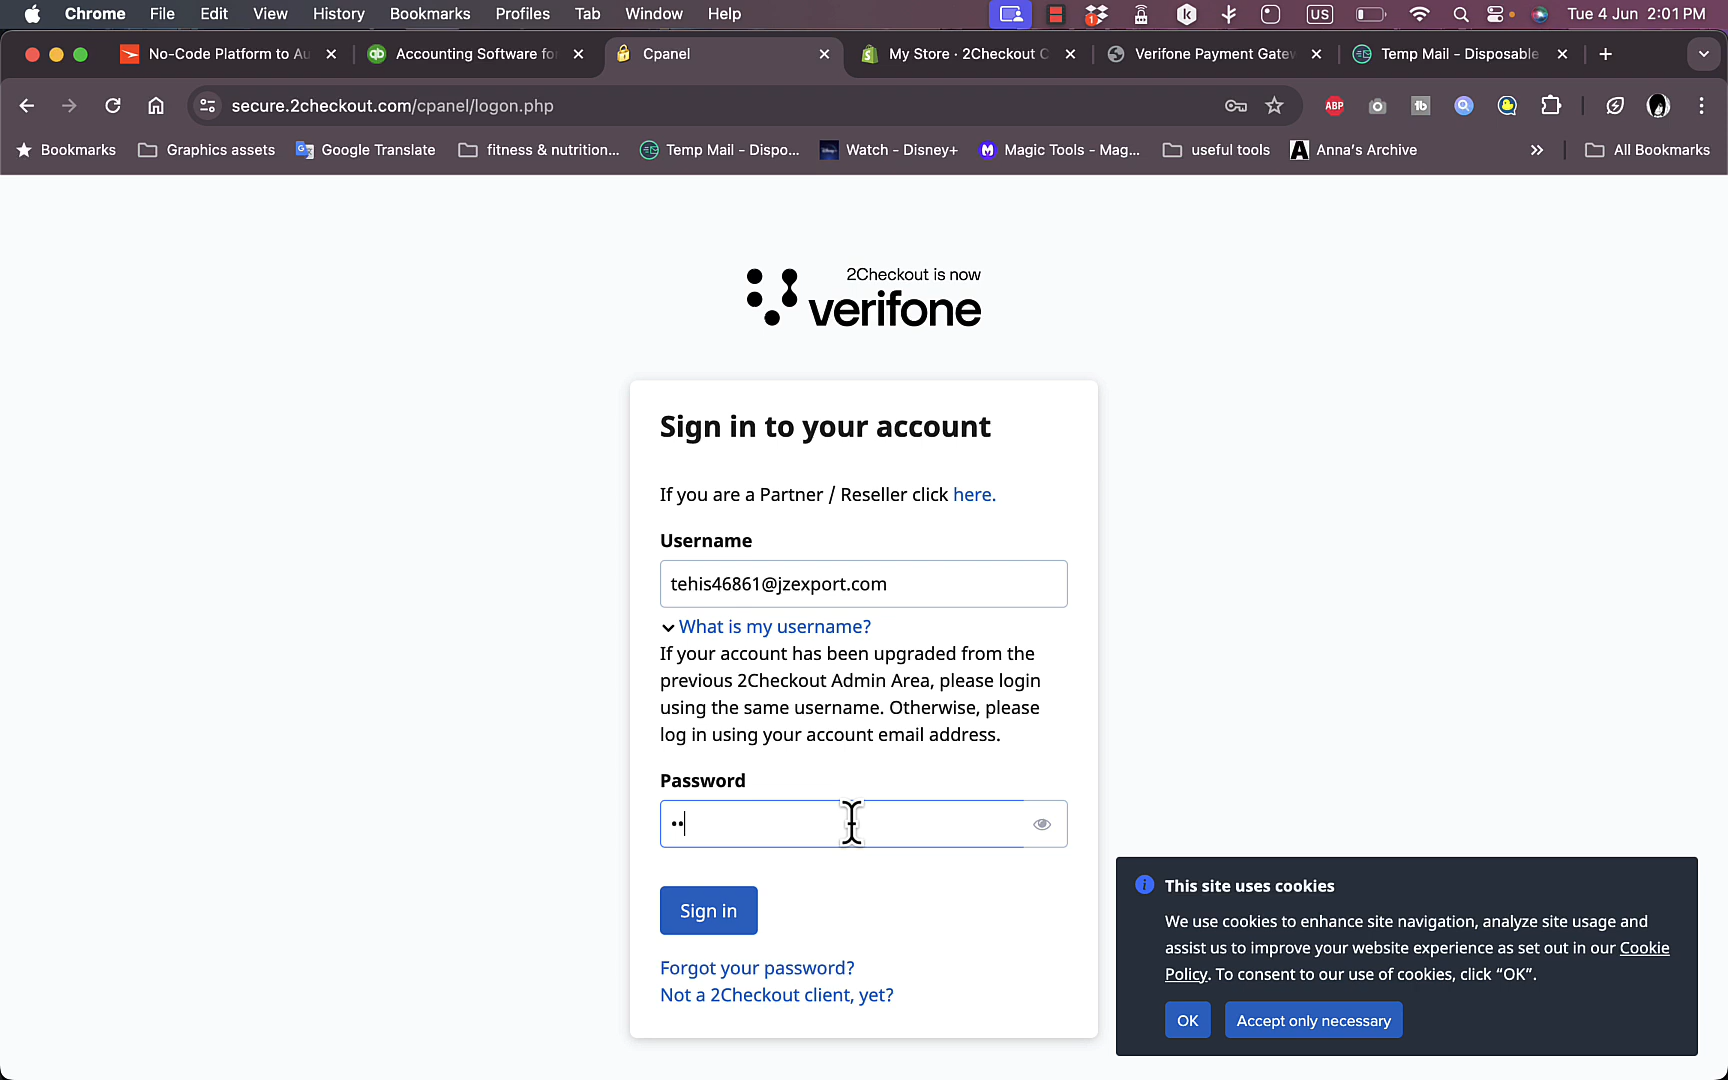 Chrome File Edit View History Bookmarks Profiles Tab Window Help 1 US Tue 4 Jun 2:01 PM
No-Code Platform to Au Accounting Software fo Cpanel My Store · 2Checkout C Verifone Payment Gatew Temp Mail - Disposable
secure.2checkout.com/cpanel/logon.php ABP tb
Bookmarks Graphics assets Google Translate fitness & nutrition... Temp Mail - Dispo... Watch - Disney+ Magic Tools - Mag... useful tools Anna's Archive All Bookmarks
2Checkout is now
verifone
Sign in to your account
If you are a Partner / Reseller click here.
Username
tehis46861@jzexport.com
What is my username?
If your account has been upgraded from the
previous 2Checkout Admin Area, please login
using the same username. Otherwise, please
log in using your account email address.
Password
Sign in
Forgot your password?
Not a 2Checkout client, yet?
This site uses cookies
We use cookies to enhance site navigation, analyze site usage and
assist us to improve your website experience as set out in our Cookie
Policy. To consent to our use of cookies, click “OK”.
OK Accept only necessary